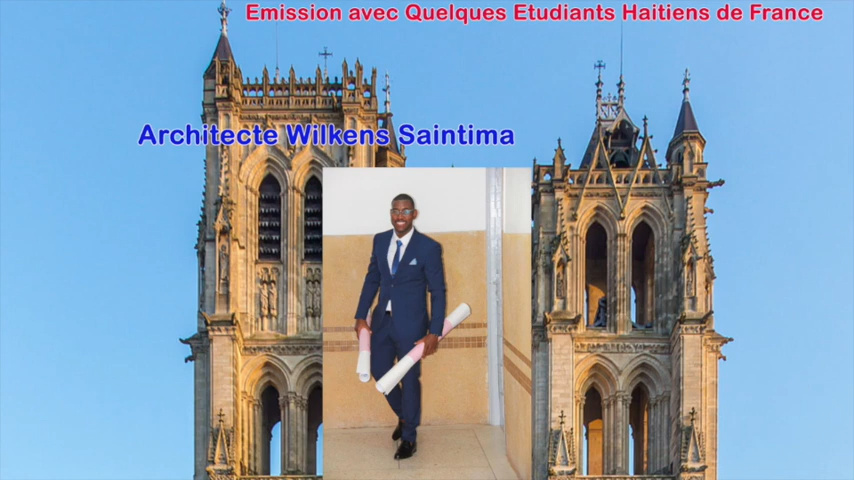 Emission avec Quelques Etudiants Haitiens de France
Architecte Wilkens Saintima